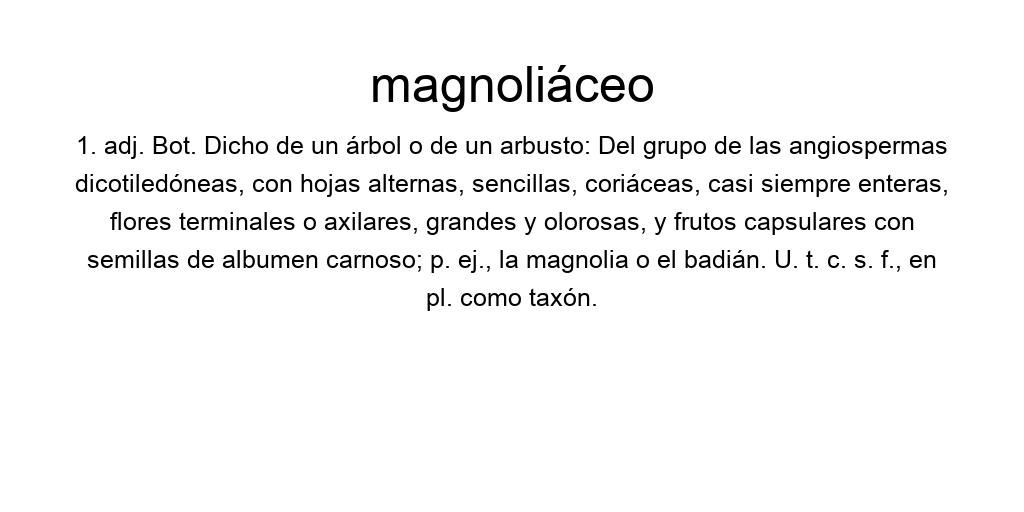 magnoliáceo
1. adj. Bot. Dicho de un árbol o de un arbusto: Del grupo de las angiospermas
dicotiledóneas, con hojas alternas, sencillas, coriáceas, casi siempre enteras,
flores terminales o axilares, grandes y olorosas, y frutos capsulares con
semillas de albumen carnoso; p. ej., la magnolia o el badián. U. t. c. s. f., en
pl. como taxón.